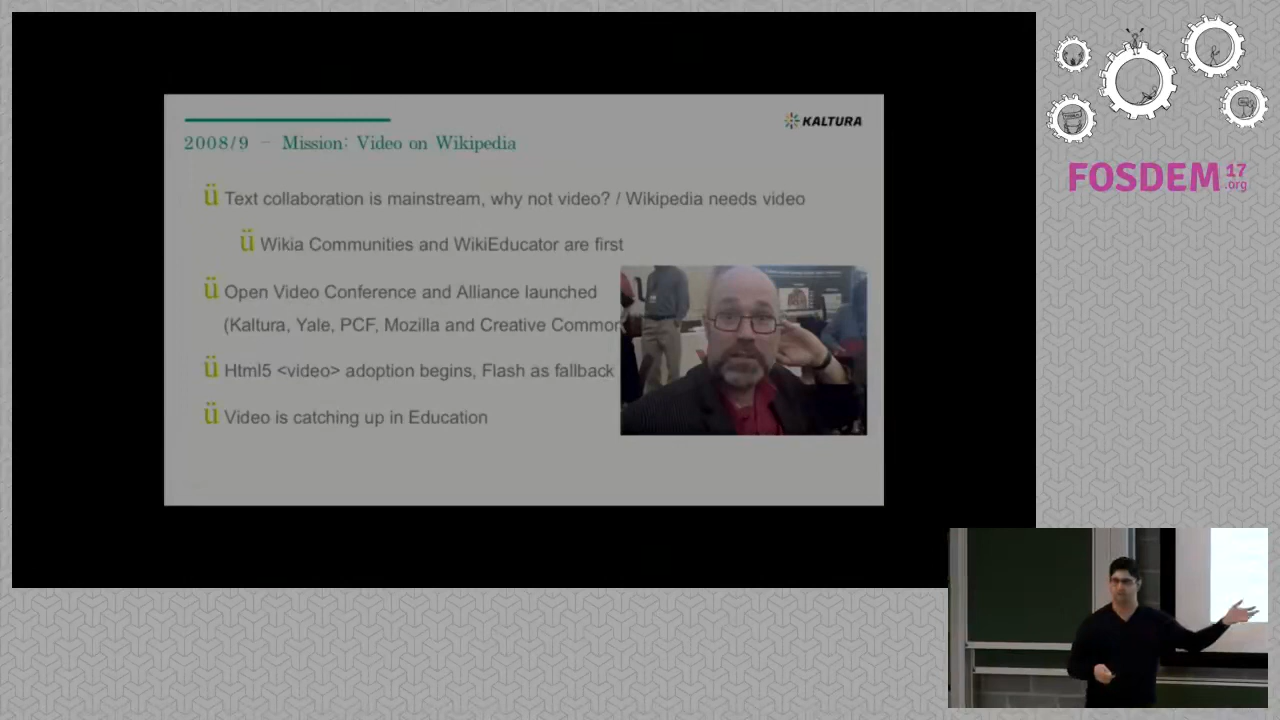 KALTURA
2008/9 – Mission: Video on Wikipedia
ü Text collaboration is mainstream, why not video? / Wikipedia needs video
ü Wikia Communities and WikiEducator are first
ü Open Video Conference and Alliance launched
(Kaltura, Yale, PCF, Mozilla and Creative Common
ü Html5 <video> adoption begins, Flash as fallback
ü Video is catching up in Education
FOSDEM 17
.org